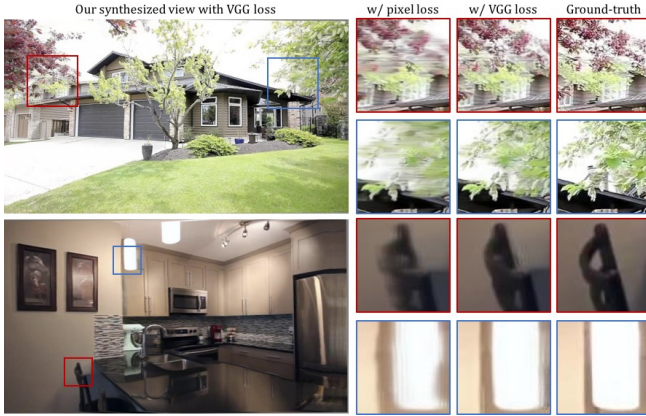 Our synthesized view with VGG loss
w/ pixel loss
w/ VGG loss
Ground-truth